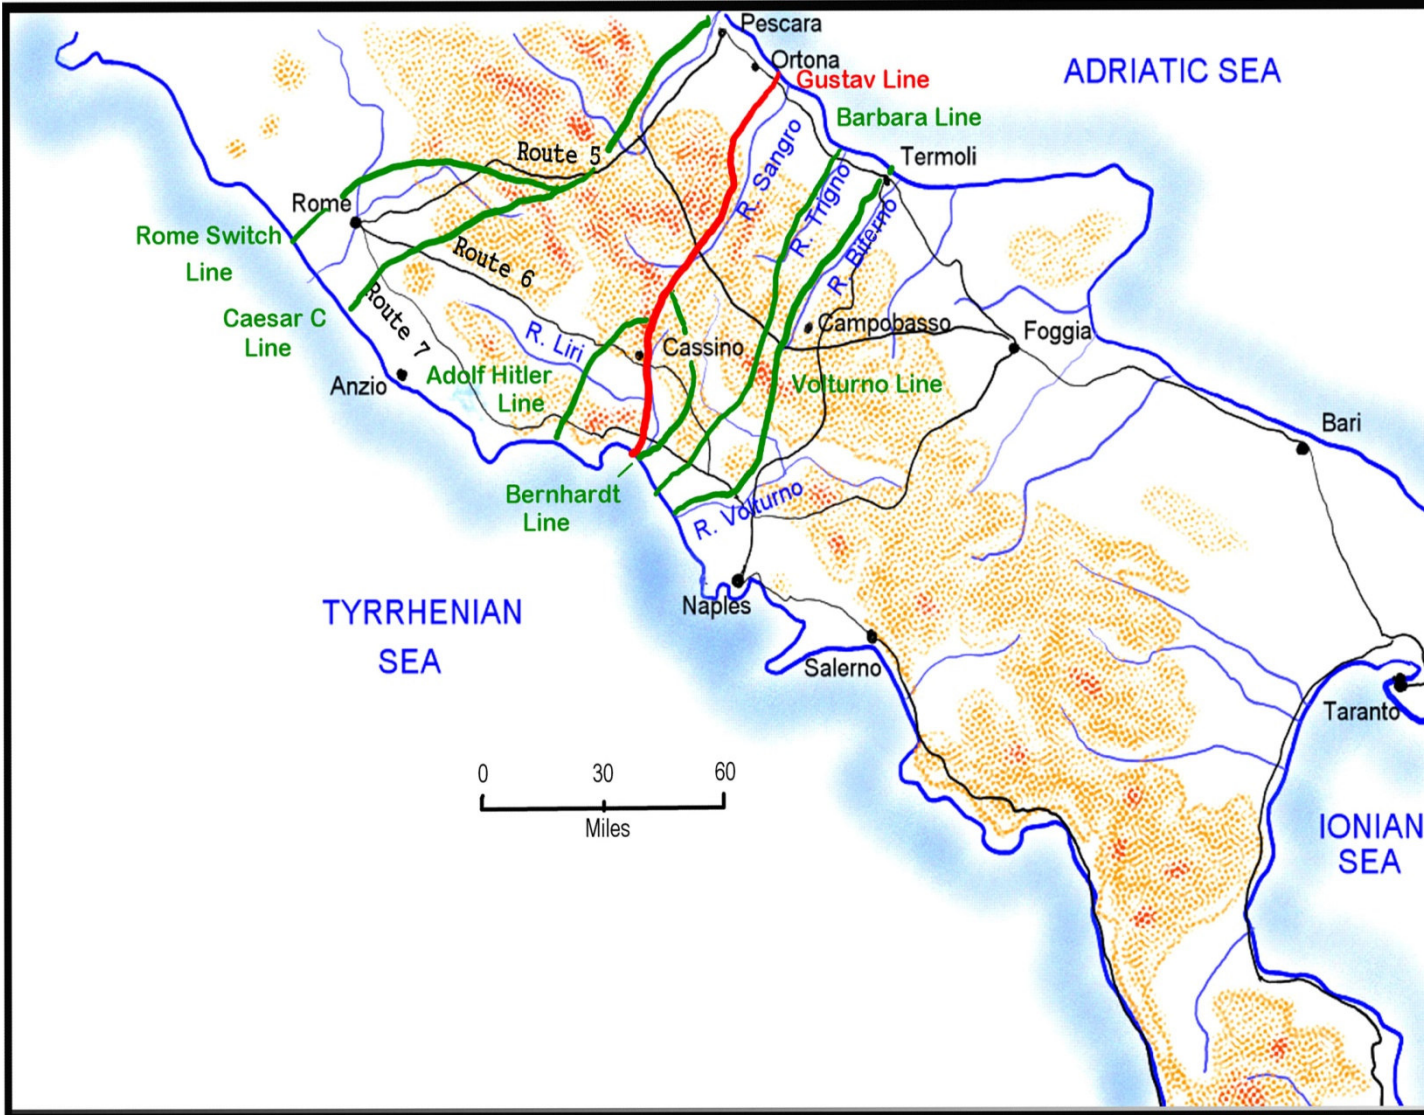 Pescara
Ortona
ADRIATIC SEA
Gustav Line
Barbara Line
Route 5
R. Sangro
Termoli
R. Trigno
Rome
R. Biferno
Rome Switch
Line
Route 6
Route 7
Caesar C
Line
R. Liri
Campobasso
Foggia
Cassino
Anzio
Adolf Hitler
Line
Volturno Line
Bari
Bernhardt
Line
R. Volturno
Naples
TYRRHENIAN
SEA
Salerno
Taranto
0 30 60
Miles
IONIAN
SEA